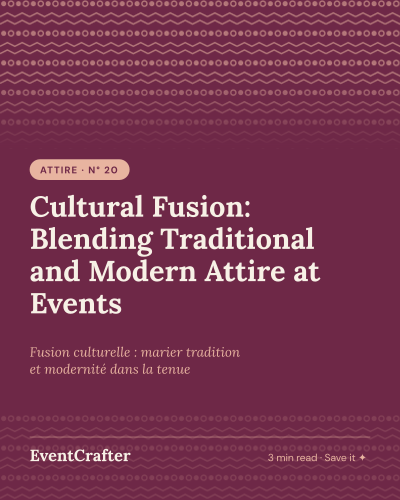 ATTIRE · N° 20
Cultural Fusion:
Blending Traditional
and Modern Attire at
Events
Fusion culturelle : marier tradition
et modernité dans la tenue
EventCrafter
3 min read · Save it ✦